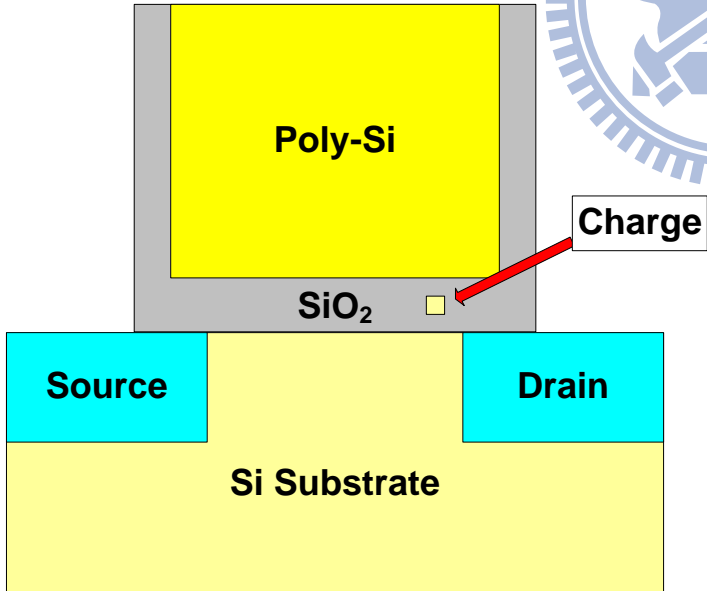 Poly-Si
Charge
SiO₂
Source
Drain
Si Substrate